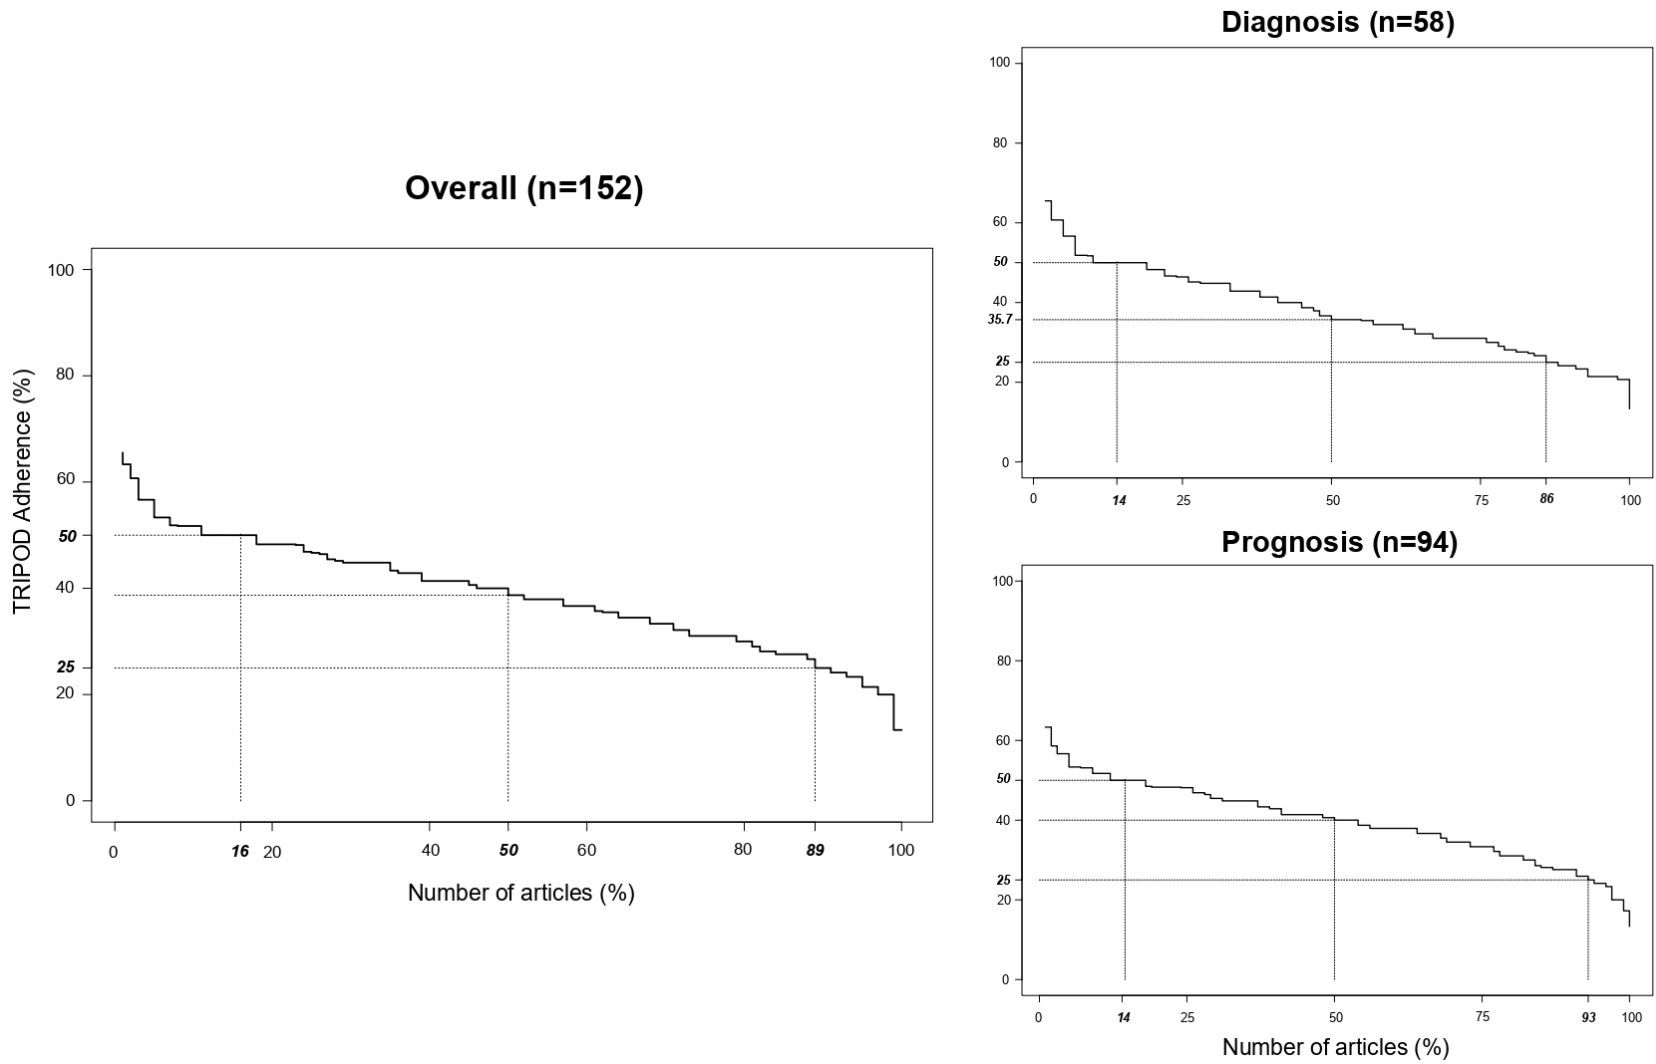 Overall (n=152)
TRIPOD Adherence (%)
100
80
60
50
40
25
20
0
0 16 20 40 50 60 80 89 100
Number of articles (%)
Diagnosis (n=58)
100
80
60
50
40
35.7
25
20
0
0 14 25 50 75 86 100
Prognosis (n=94)
100
80
60
50
40
25
20
0
0 14 25 50 75 93 100
Number of articles (%)